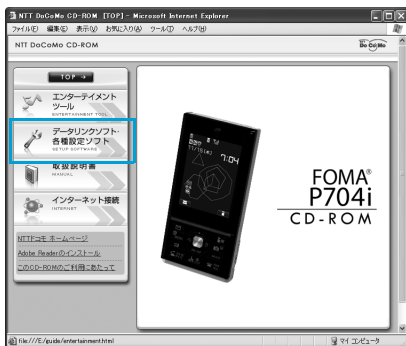 NTT DoCoMo CD-ROM [TOP] - Microsoft Internet Explorer
ファイル(F) 編集(E) 表示(V) お気に入り(A) ツール(T) ヘルプ(H)
NTT DoCoMo CD-ROM
DoCoMo
TOP
エンターテイメント
ツール
ENTERTAINMENT TOOL
データリンクソフト・
各種設定ソフト
SETUP SOFTWARE
取扱説明書
MANUAL
インターネット接続
INTERNET
NTTドコモ ホームページ
Adobe Readerのインストール
このCD-ROMのご利用にあたって
7:04
FOMA®
P704i
CD-ROM
file:///E:/guide/entertainment.html
マイ コンピュータ